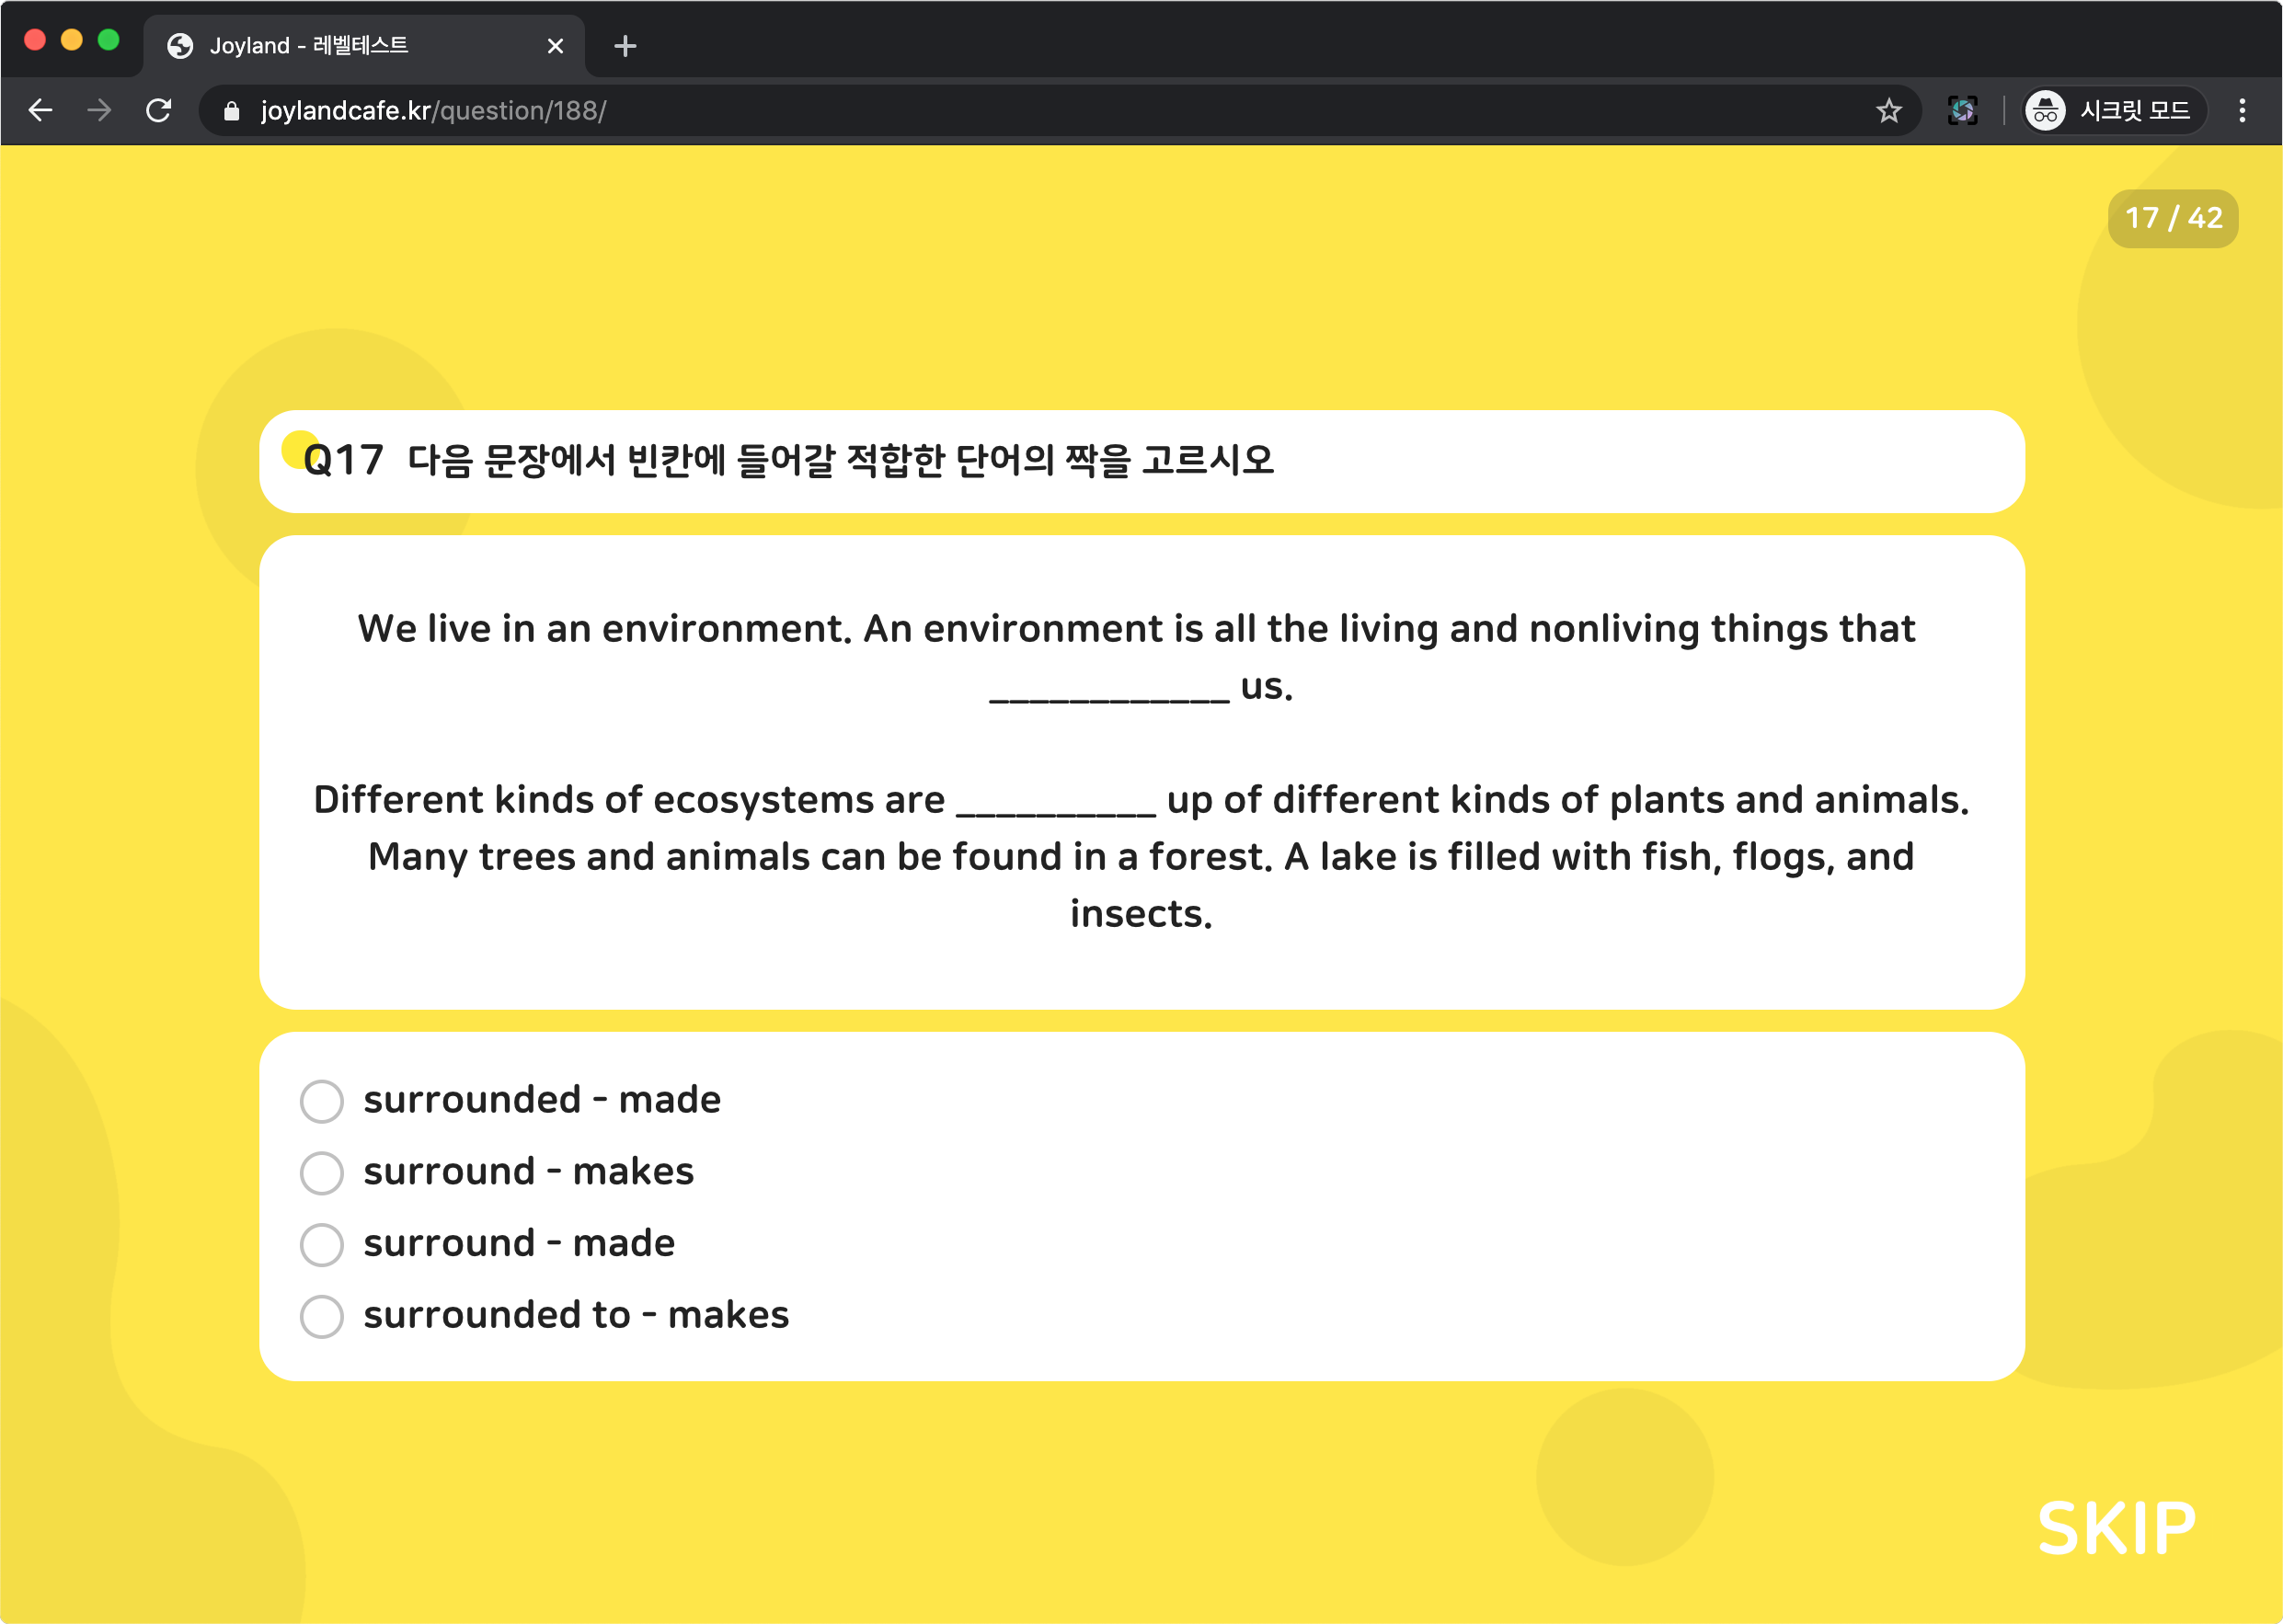 Joyland - 레벨테스트
joylandcafe.kr/question/188/
시크릿 모드
17 / 42
Q17 다음 문장에서 빈칸에 들어갈 적합한 단어의 짝을 고르시오
We live in an environment. An environment is all the living and nonliving things that
____________ us.
Different kinds of ecosystems are __________ up of different kinds of plants and animals.
Many trees and animals can be found in a forest. A lake is filled with fish, flogs, and
insects.
surrounded - made
surround - makes
surround - made
surrounded to - makes
SKIP